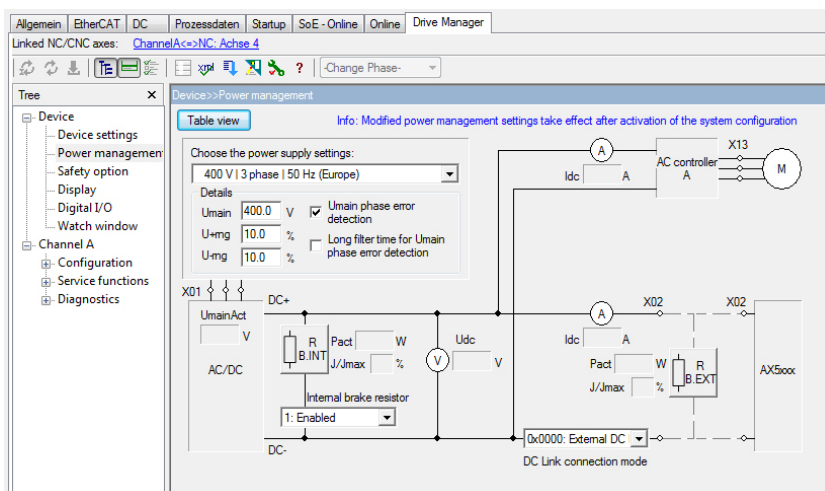 Allgemein EtherCAT DC Prozessdaten Startup SoE - Online Online Drive Manager
Linked NC/CNC axes: ChannelA<=>NC: Achse 4
? -Change Phase-
Tree X
Device>>Power management
Device
Device settings
Power management
Safety option
Display
Digital I/O
Watch window
Channel A
Configuration
Service functions
Diagnostics
Table view
Info: Modified power management settings take effect after activation of the system configuration
Choose the power supply settings:
400 V | 3 phase | 50 Hz (Europe)
Details
Umain 400.0 V
U+rng 10.0 %
U-rng 10.0 %
Umain phase error
detection
Long filter time for Umain
phase error detection
A
Idc A
AC controller
A
X13
M
X01
DC+
UmainAct
V
AC/DC
R
B.INT
Pact W
J/Jmax %
Internal brake resistor
1: Enabled
Udc
V V
A
Idc A
X02 X02
Pact W
J/Jmax %
R
B.EXT
AX5xxx
DC-
0x0000: External DC
DC Link connection mode